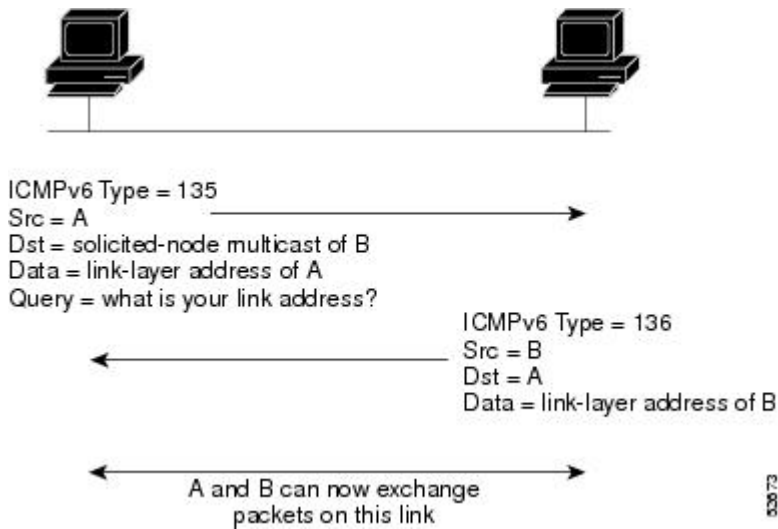 ICMPv6 Type = 135
Src = A
Dst = solicited-node multicast of B
Data = link-layer address of A
Query = what is your link address?
ICMPv6 Type = 136
Src = B
Dst = A
Data = link-layer address of B
A and B can now exchange
packets on this link
52673